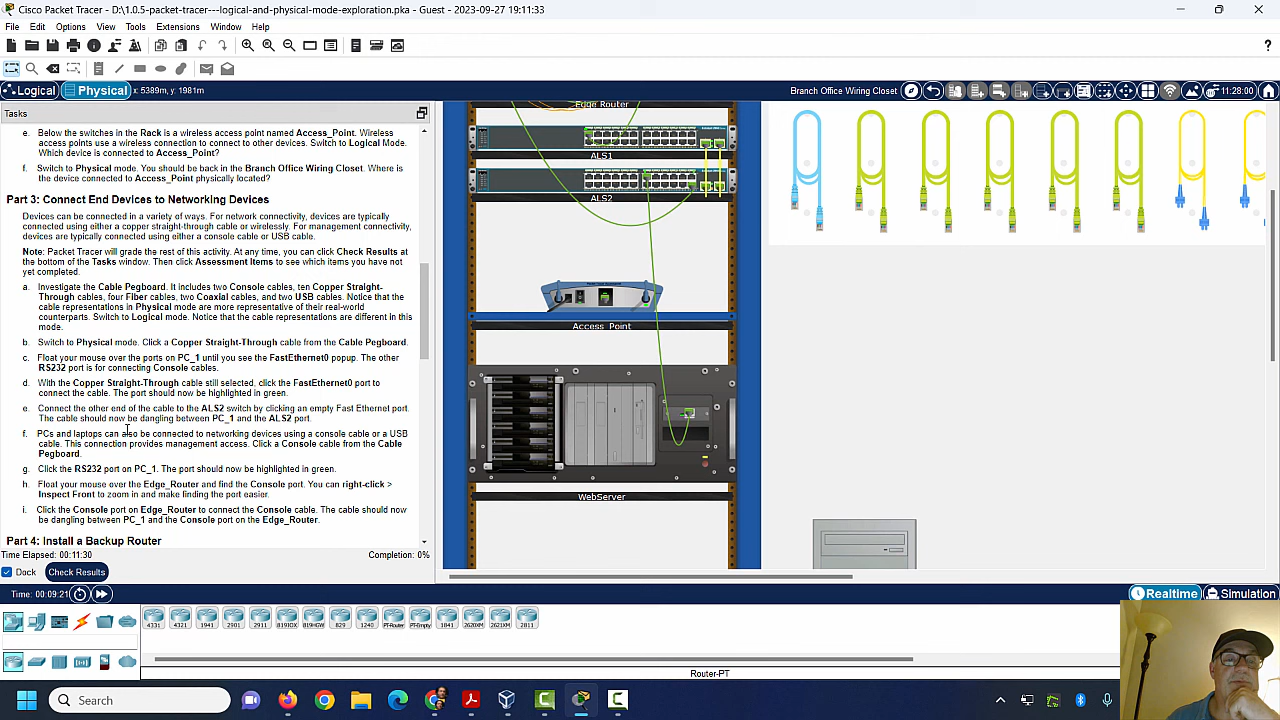 Cisco Packet Tracer - D:\1.0.5-packet-tracer---logical-and-physical-mode-exploration.pka - Guest - 2023-09-27 19:11:33
File Edit Options View Tools Extensions Window Help
Logical Physical x: 5389m, y: 1981m Branch Office Wiring Closet 11:28:00
Tasks
e. Below the switches in the Rack is a wireless access point named Access_Point. Wireless
access points use a wireless connection to connect to other devices. Switch to Logical Mode.
Which device is connected to Access_Point?
f. Switch to Physical mode. You should be back in the Branch Office Wiring Closet. Where is
the device connected to Access_Point physically located?
Part 3: Connect End Devices to Networking Devices
Devices can be connected in a variety of ways. For network connectivity, devices are typically
connected using either a copper straight-through cable or wirelessly. For management connectivity,
devices are typically connected using either a console cable or USB cable.
Note: Packet Tracer will grade the rest of this activity. At any time, you can click Check Results at
the bottom of the Tasks window. Then click Assessment Items to see which items you have not
yet completed.
a. Investigate the Cable Pegboard. It includes two Console cables, ten Copper Straight-
Through cables, four Fiber cables, two Coaxial cables, and two USB cables. Notice that the
cable representations in Physical mode are more representative of their real-world
counterparts. Switch to Logical mode. Notice that the cable representations are different in this
mode.
b. Switch to Physical mode. Click a Copper Straight-Through cable from the Cable Pegboard.
c. Float your mouse over the ports on PC_1 until you see the FastEthernet0 popup. The other
RS232 port is for connecting Console cables.
d. With the Copper Straight-Through cable still selected, click the FastEthernet0 port to
connect the cable. The port should now be highlighted in green.
e. Connect the other end of the cable to the ALS2 switch by clicking an empty Fast Ethernet port.
The cable should now be dangling between PC_1 and the ALS2 port.
f. PCs and laptops can also be connected to networking devices using a console cable or a USB
cable. This connection provides management access. Click a Console cable from the Cable
Pegboard.
g. Click the RS232 port on PC_1. The port should now be highlighted in green.
h. Float your mouse over the Edge_Router and find the Console port. You can right-click >
Inspect Front to zoom in and make finding the port easier.
i. Click the Console port on Edge_Router to connect the Console cable. The cable should now
be dangling between PC_1 and the Console port on the Edge_Router.
Part 4: Install a Backup Router
Time Elapsed: 00:11:30 Completion: 0%
Dock Check Results
Edge Router
ALS1
ALS2
Access Point
WebServer
Time: 00:09:21 Realtime Simulation
4331 4321 1941 2901 2911 819IOX 819HGW 829 1240 PT-Router PT-Empty 1841 2620XM 2621XM 2811
Router-PT
Search